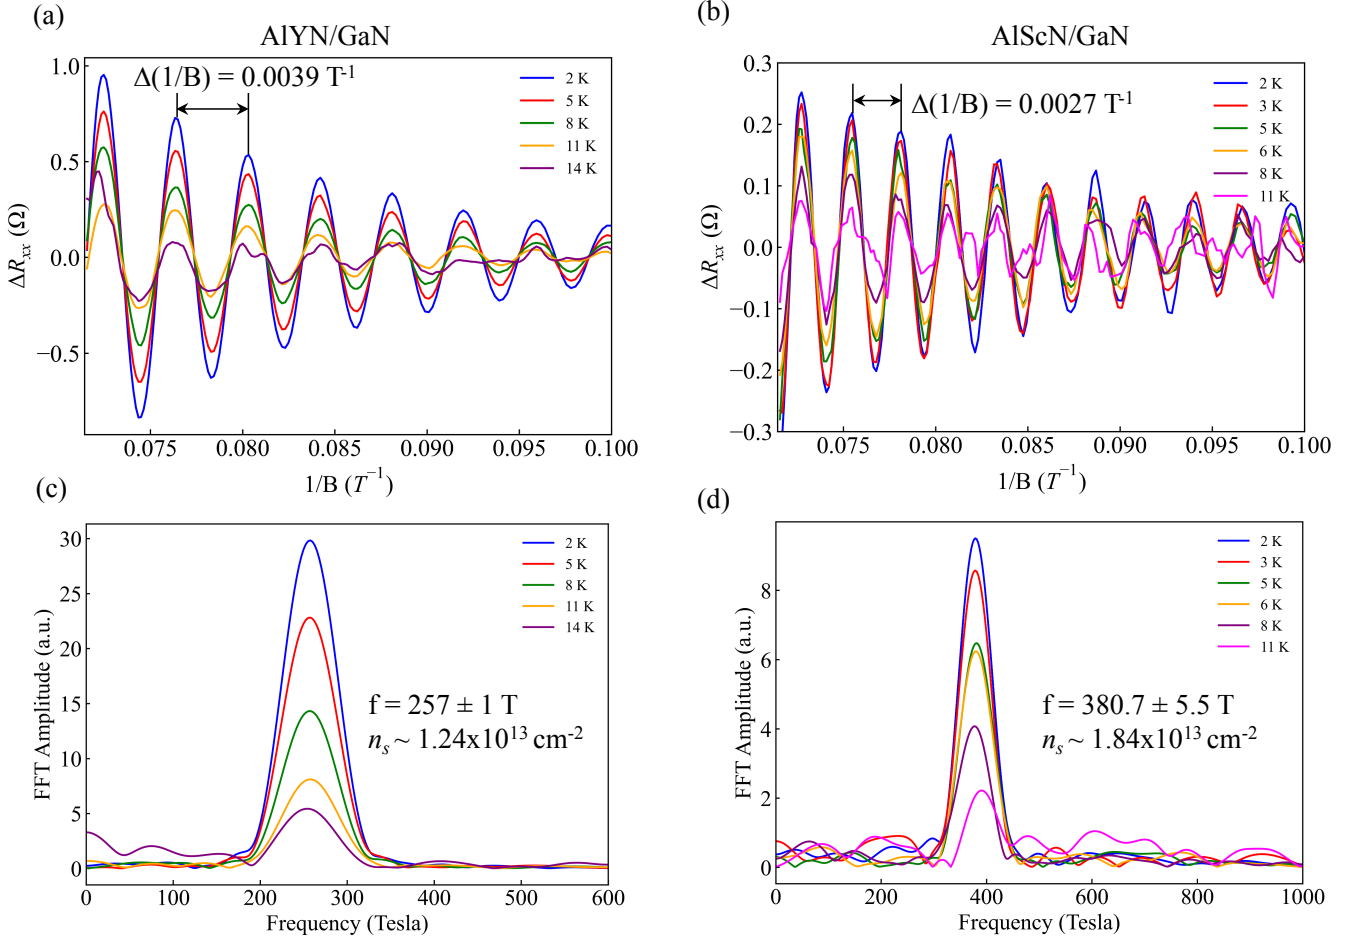 (a)
AlYN/GaN
Δ(1/B) = 0.0039 T⁻¹
2 K
5 K
8 K
11 K
14 K
1.0
0.5
0.0
−0.5
ΔRxx (Ω)
0.075
0.080
0.085
0.090
0.095
0.100
1/B (T⁻¹)
(b)
AlScN/GaN
Δ(1/B) = 0.0027 T⁻¹
2 K
3 K
5 K
6 K
8 K
11 K
0.3
0.2
0.1
0.0
−0.1
−0.2
−0.3
ΔRxx (Ω)
0.075
0.080
0.085
0.090
0.095
0.100
1/B (T⁻¹)
(c)
30
25
20
15
10
5
0
FFT Amplitude (a.u.)
2 K
5 K
8 K
11 K
14 K
f = 257 ± 1 T
ns ~ 1.24x10¹³ cm⁻²
0
100
200
300
400
500
600
Frequency (Tesla)
(d)
8
6
4
2
0
FFT Amplitude (a.u.)
2 K
3 K
5 K
6 K
8 K
11 K
f = 380.7 ± 5.5 T
ns ~ 1.84x10¹³ cm⁻²
0
200
400
600
800
1000
Frequency (Tesla)